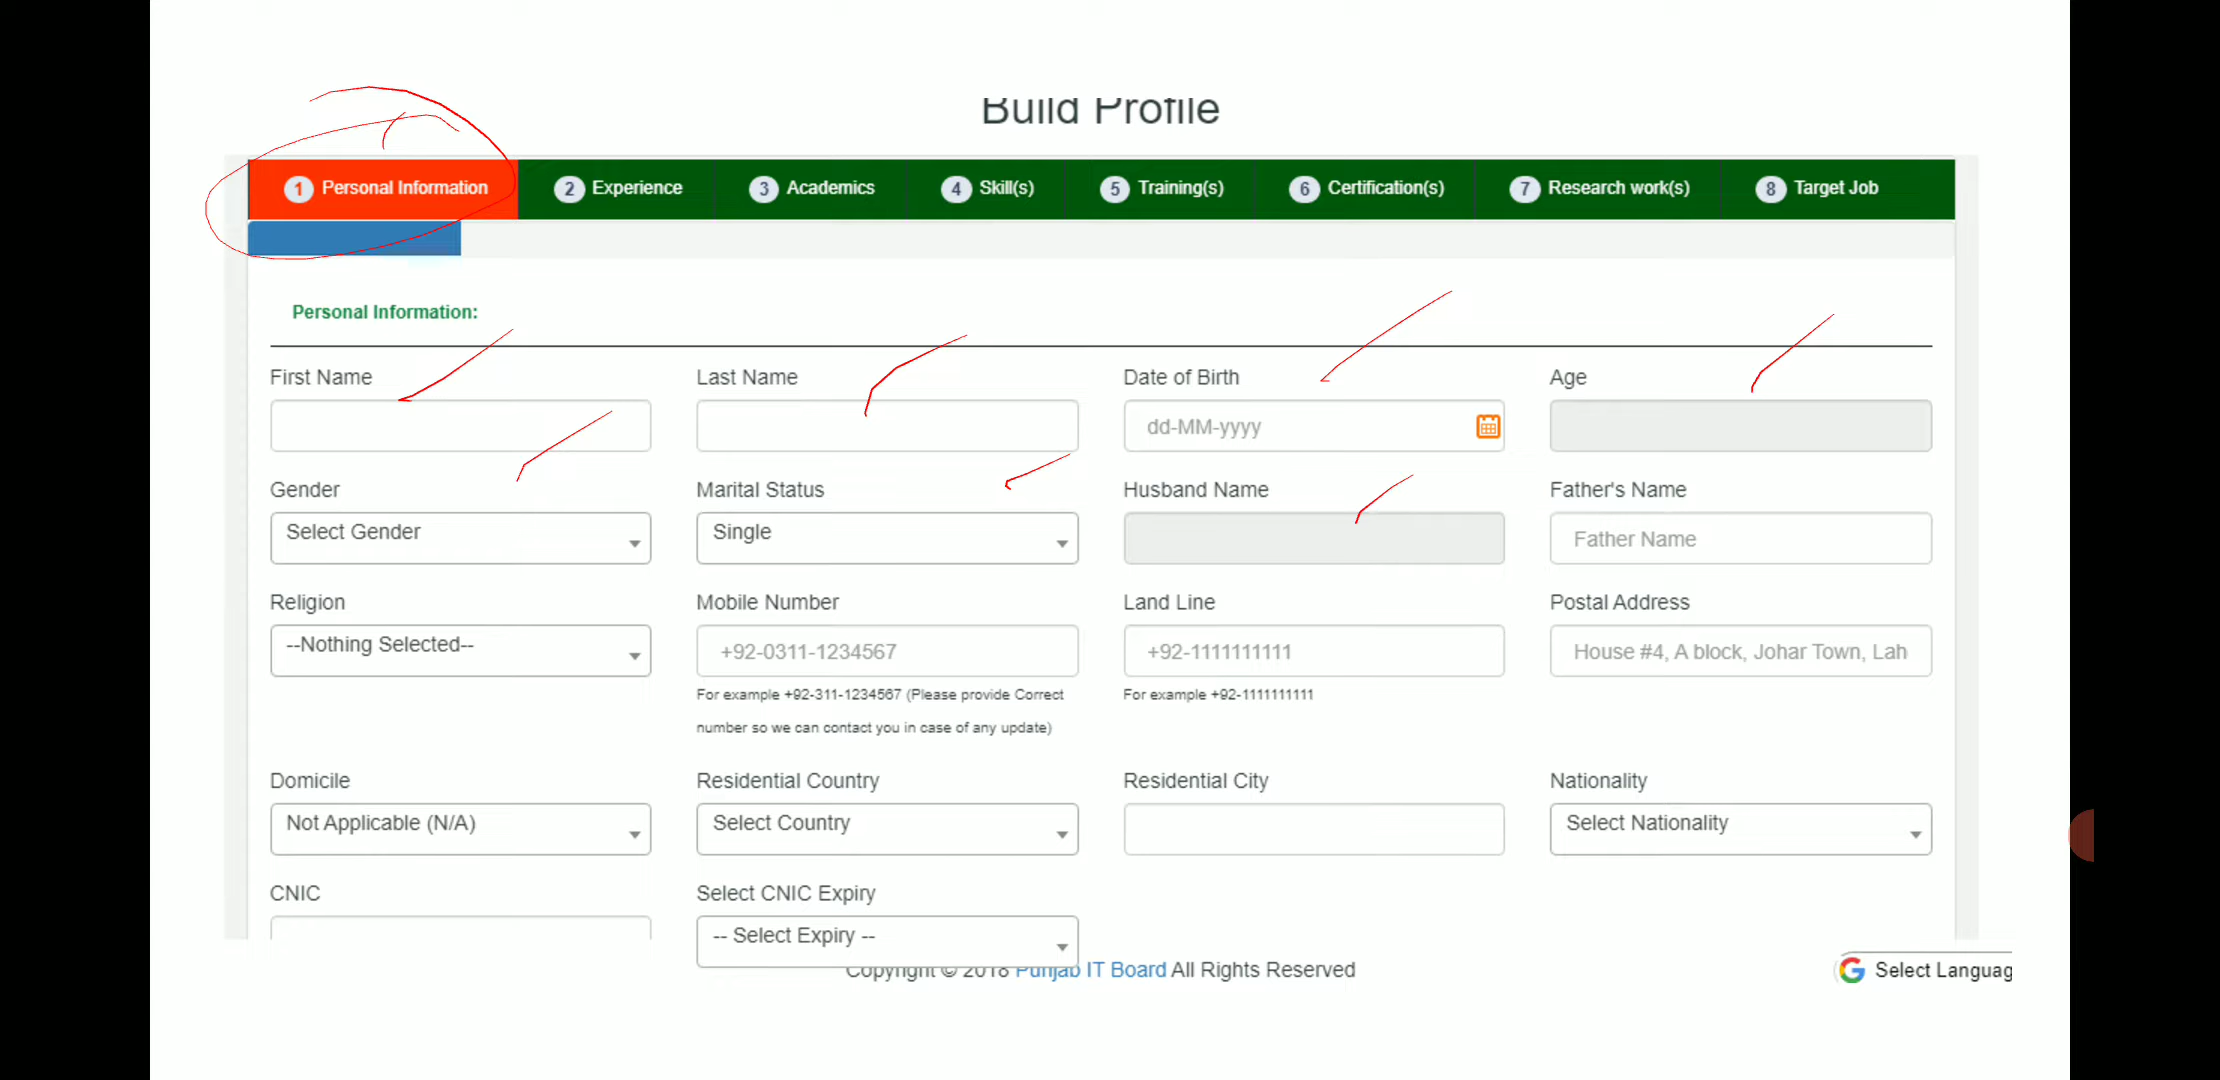 Build Profile
1 Personal Information 2 Experience 3 Academics 4 Skill(s) 5 Training(s) 6 Certification(s) 7 Research work(s) 8 Target Job
Personal Information:
First Name Last Name Date of Birth Age
dd-MM-yyyy
Gender Marital Status Husband Name Father's Name
Select Gender Single Father Name
Religion Mobile Number Land Line Postal Address
--Nothing Selected-- +92-0311-1234567 +92-1111111111 House #4, A block, Johar Town, Lah
For example +92-311-1234567 (Please provide Correct For example +92-1111111111
number so we can contact you in case of any update)
Domicile Residential Country Residential City Nationality
Not Applicable (N/A) Select Country Select Nationality
CNIC Select CNIC Expiry
-- Select Expiry --
Copyright © 2018 Punjab IT Board All Rights Reserved Select Languag